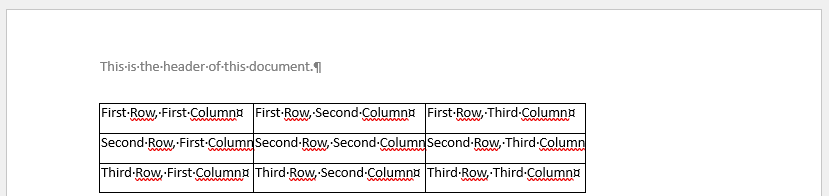 This is the header of this document.¶
First Row, First Column¤ First Row, Second Column¤ First Row, Third Column¤
Second Row, First Column Second Row, Second Column Second Row, Third Column
Third Row, First Column¤ Third Row, Second Column¤ Third Row, Third Column¤